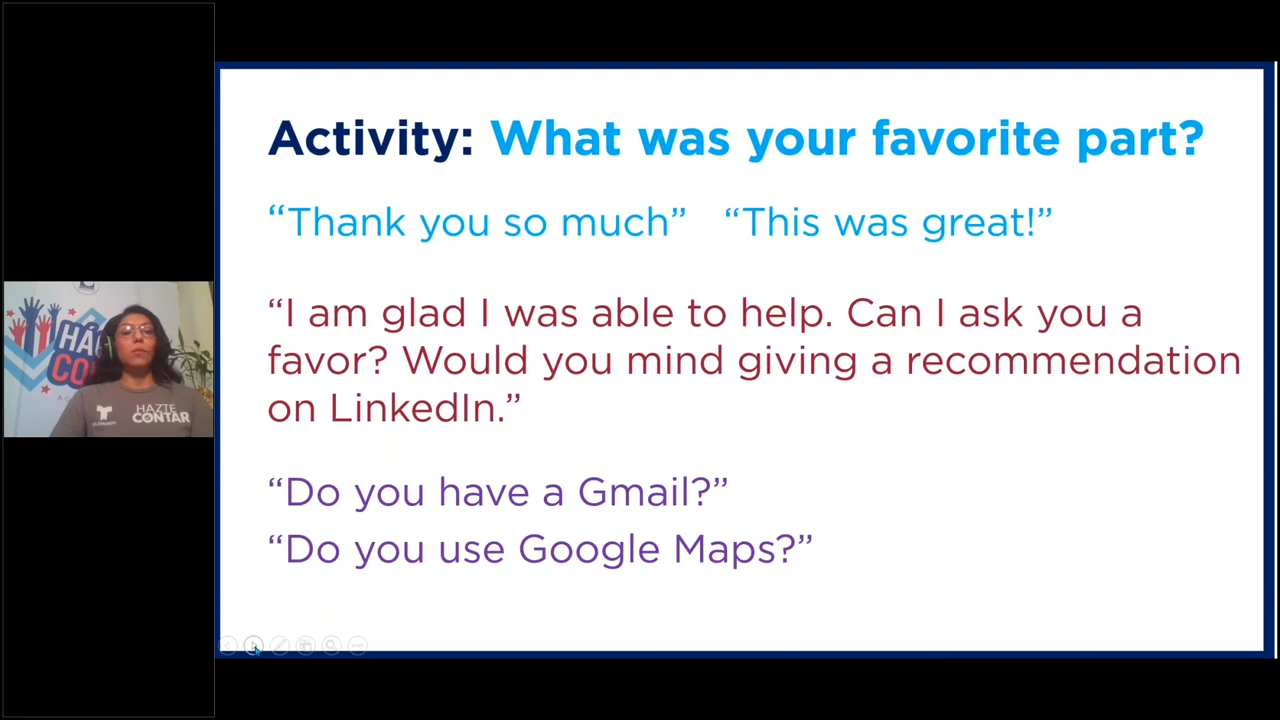 Activity: What was your favorite part?
“Thank you so much” “This was great!”
“I am glad I was able to help. Can I ask you a
favor? Would you mind giving a recommendation
on LinkedIn.”
“Do you have a Gmail?”
“Do you use Google Maps?”
HAZTE
CONTAR